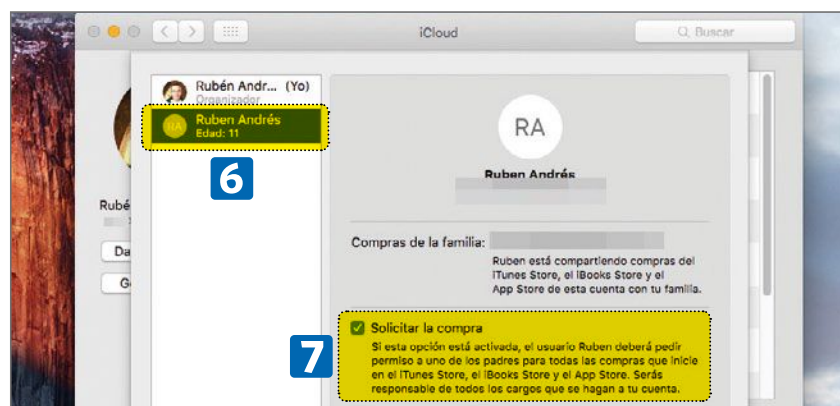 iCloud
Buscar
Rubén Andr... (Yo)
Organizador
Ruben Andrés
Edad: 11
6
RA
RA
Ruben Andrés
Rubé
Da
G
Compras de la familia:
Ruben está compartiendo compras del
iTunes Store, el iBooks Store y el
App Store de esta cuenta con tu familia.
7
Solicitar la compra
Si esta opción está activada, el usuario Ruben deberá pedir
permiso a uno de los padres para todas las compras que inicie
en el iTunes Store, el iBooks Store y el App Store. Serás
responsable de todos los cargos que se hagan a tu cuenta.